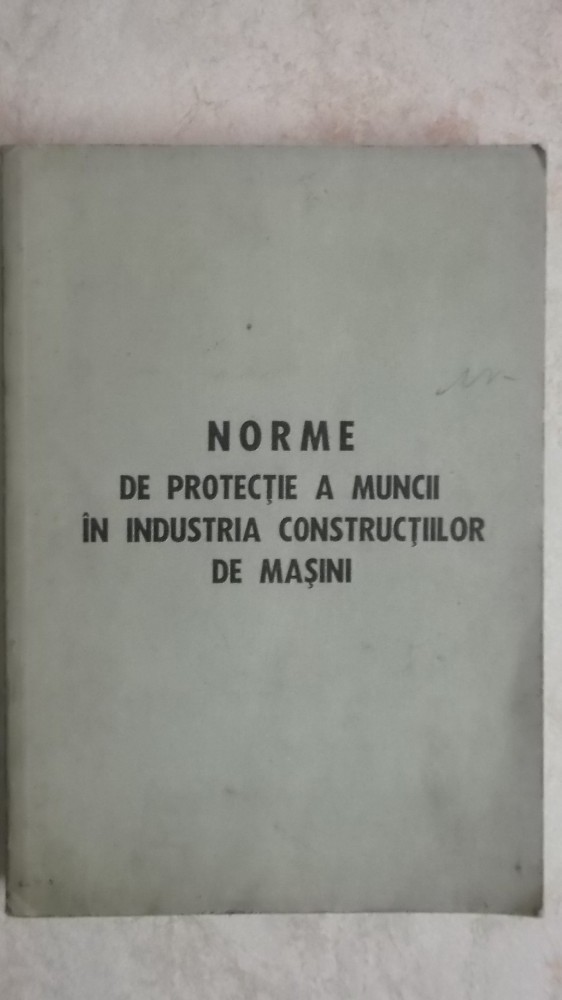 NORME
DE PROTECȚIE A MUNCII
ÎN INDUSTRIA CONSTRUCȚIILOR
DE MAȘINI